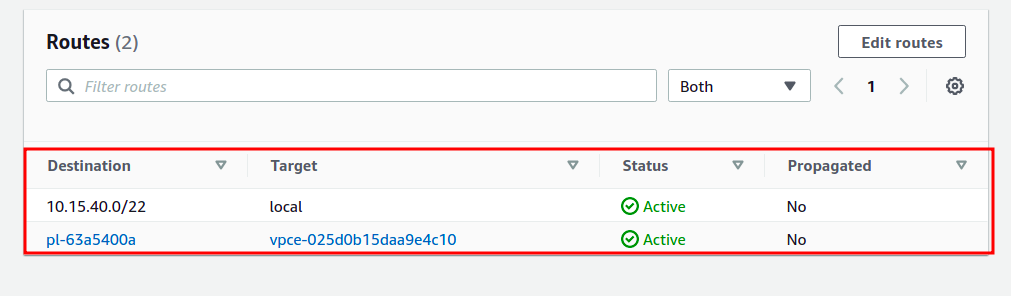 Routes (2)
Edit routes
Filter routes
Both
1
Destination Target Status Propagated
10.15.40.0/22 local Active No
pl-63a5400a vpce-025d0b15daa9e4c10 Active No